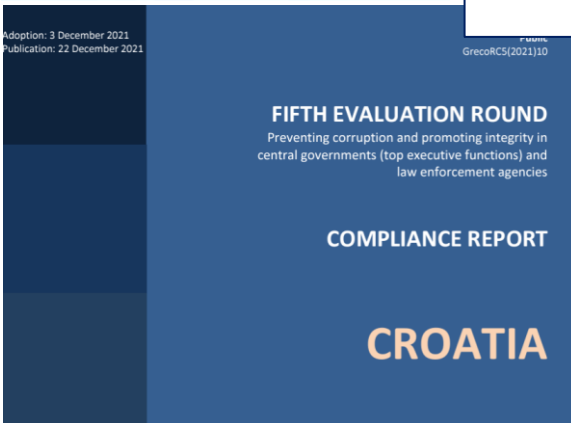 Adoption: 3 December 2021
Publication: 22 December 2021
Public
GrecoRC5(2021)10
FIFTH EVALUATION ROUND
Preventing corruption and promoting integrity in
central governments (top executive functions) and
law enforcement agencies
COMPLIANCE REPORT
CROATIA